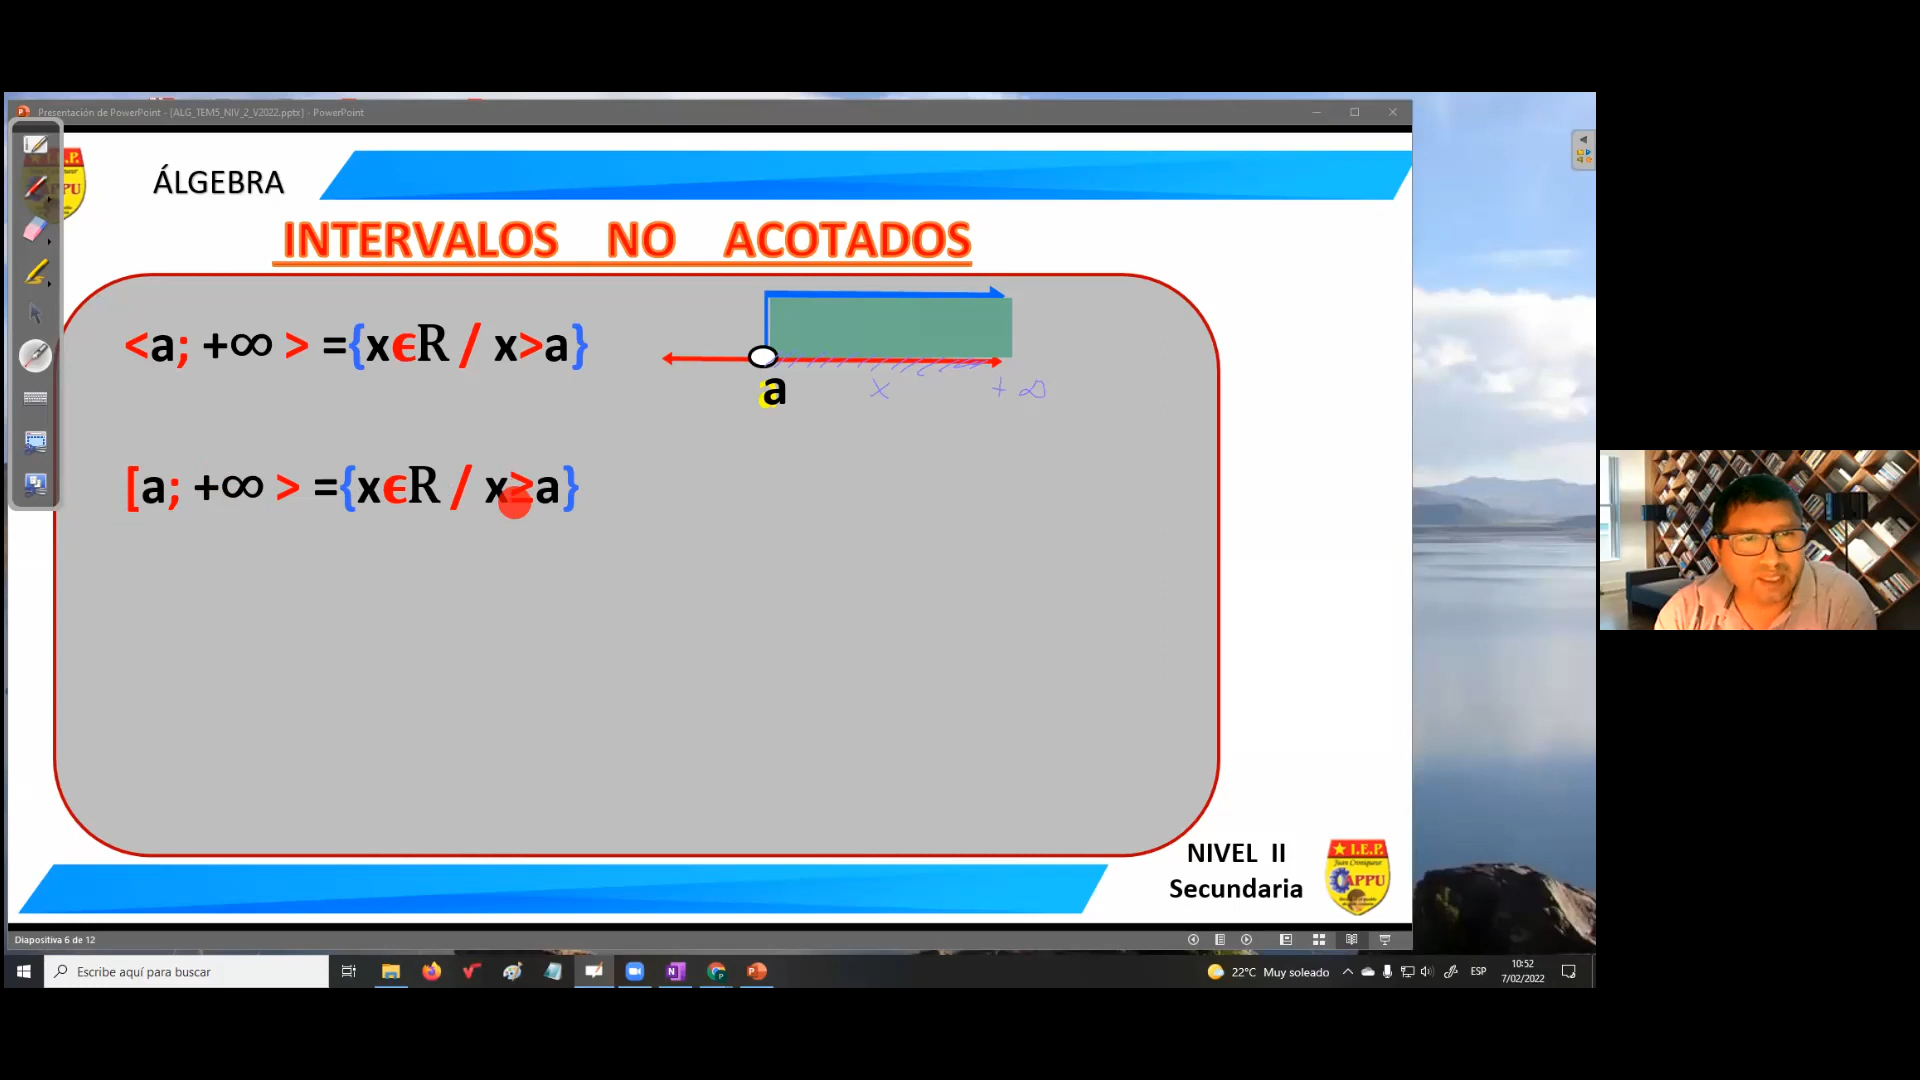 Presentación de PowerPoint - [ALG_TEM5_NIV_2_V2022.pptx] - PowerPoint
ÁLGEBRA
INTERVALOS NO ACOTADOS
<a; +∞ > ={xϵR / x>a}
a
x
+ ∞
[a; +∞ > ={xϵR / x≥a}
NIVEL II
Secundaria
I.E.P.
APPU
Diapositiva 6 de 12
Escribe aquí para buscar
22°C Muy soleado
ESP
10:52
7/02/2022